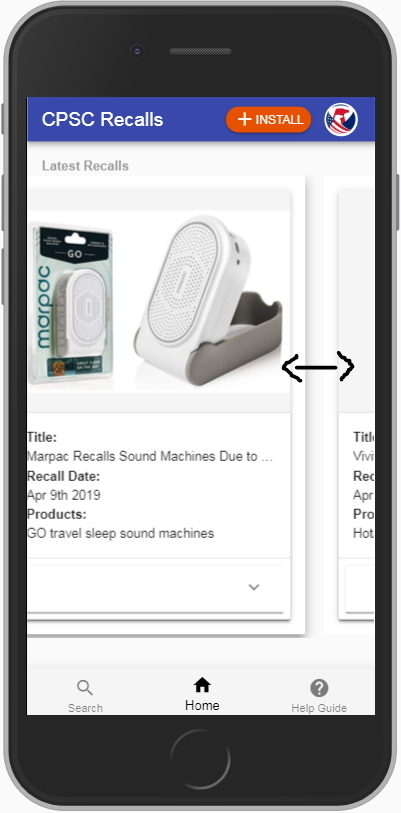 CPSC Recalls
+ INSTALL
Latest Recalls
GO
marpac
Title:
Marpac Recalls Sound Machines Due to ...
Recall Date:
Apr 9th 2019
Products:
GO travel sleep sound machines
Title
Vivi
Rec
Apr
Pro
Hot
Search
Home
Help Guide